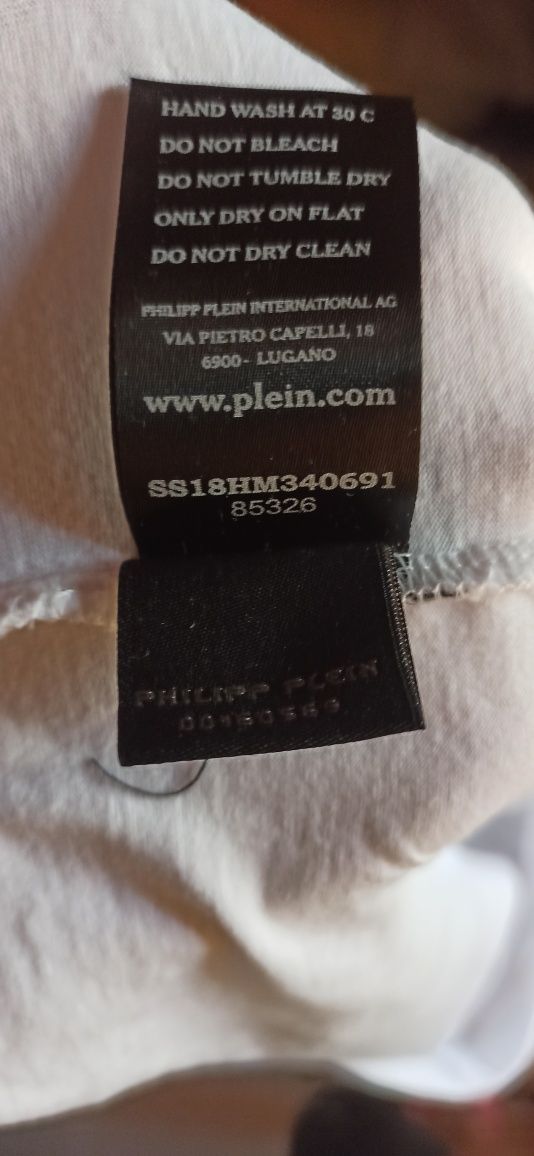 HAND WASH AT 30 C
DO NOT BLEACH
DO NOT TUMBLE DRY
ONLY DRY ON FLAT
DO NOT DRY CLEAN
PHILIPP PLEIN INTERNATIONAL AG
VIA PIETRO CAPELLI, 18
6900- LUGANO
www.plein.com
SS18HM340691
85326
PHILIPP PLEIN